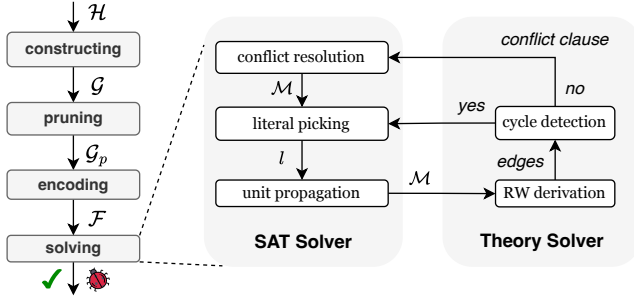 ℋ
constructing
𝒢
pruning
𝒢ₚ
encoding
ℱ
solving
conflict resolution
ℳ
literal picking
l
unit propagation
SAT Solver
ℳ
conflict clause
no
yes
cycle detection
edges
RW derivation
Theory Solver